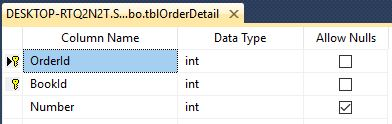 DESKTOP-RTQ2N2T.S...bo.tblOrderDetail
Column Name Data Type Allow Nulls
OrderId int
BookId int
Number int